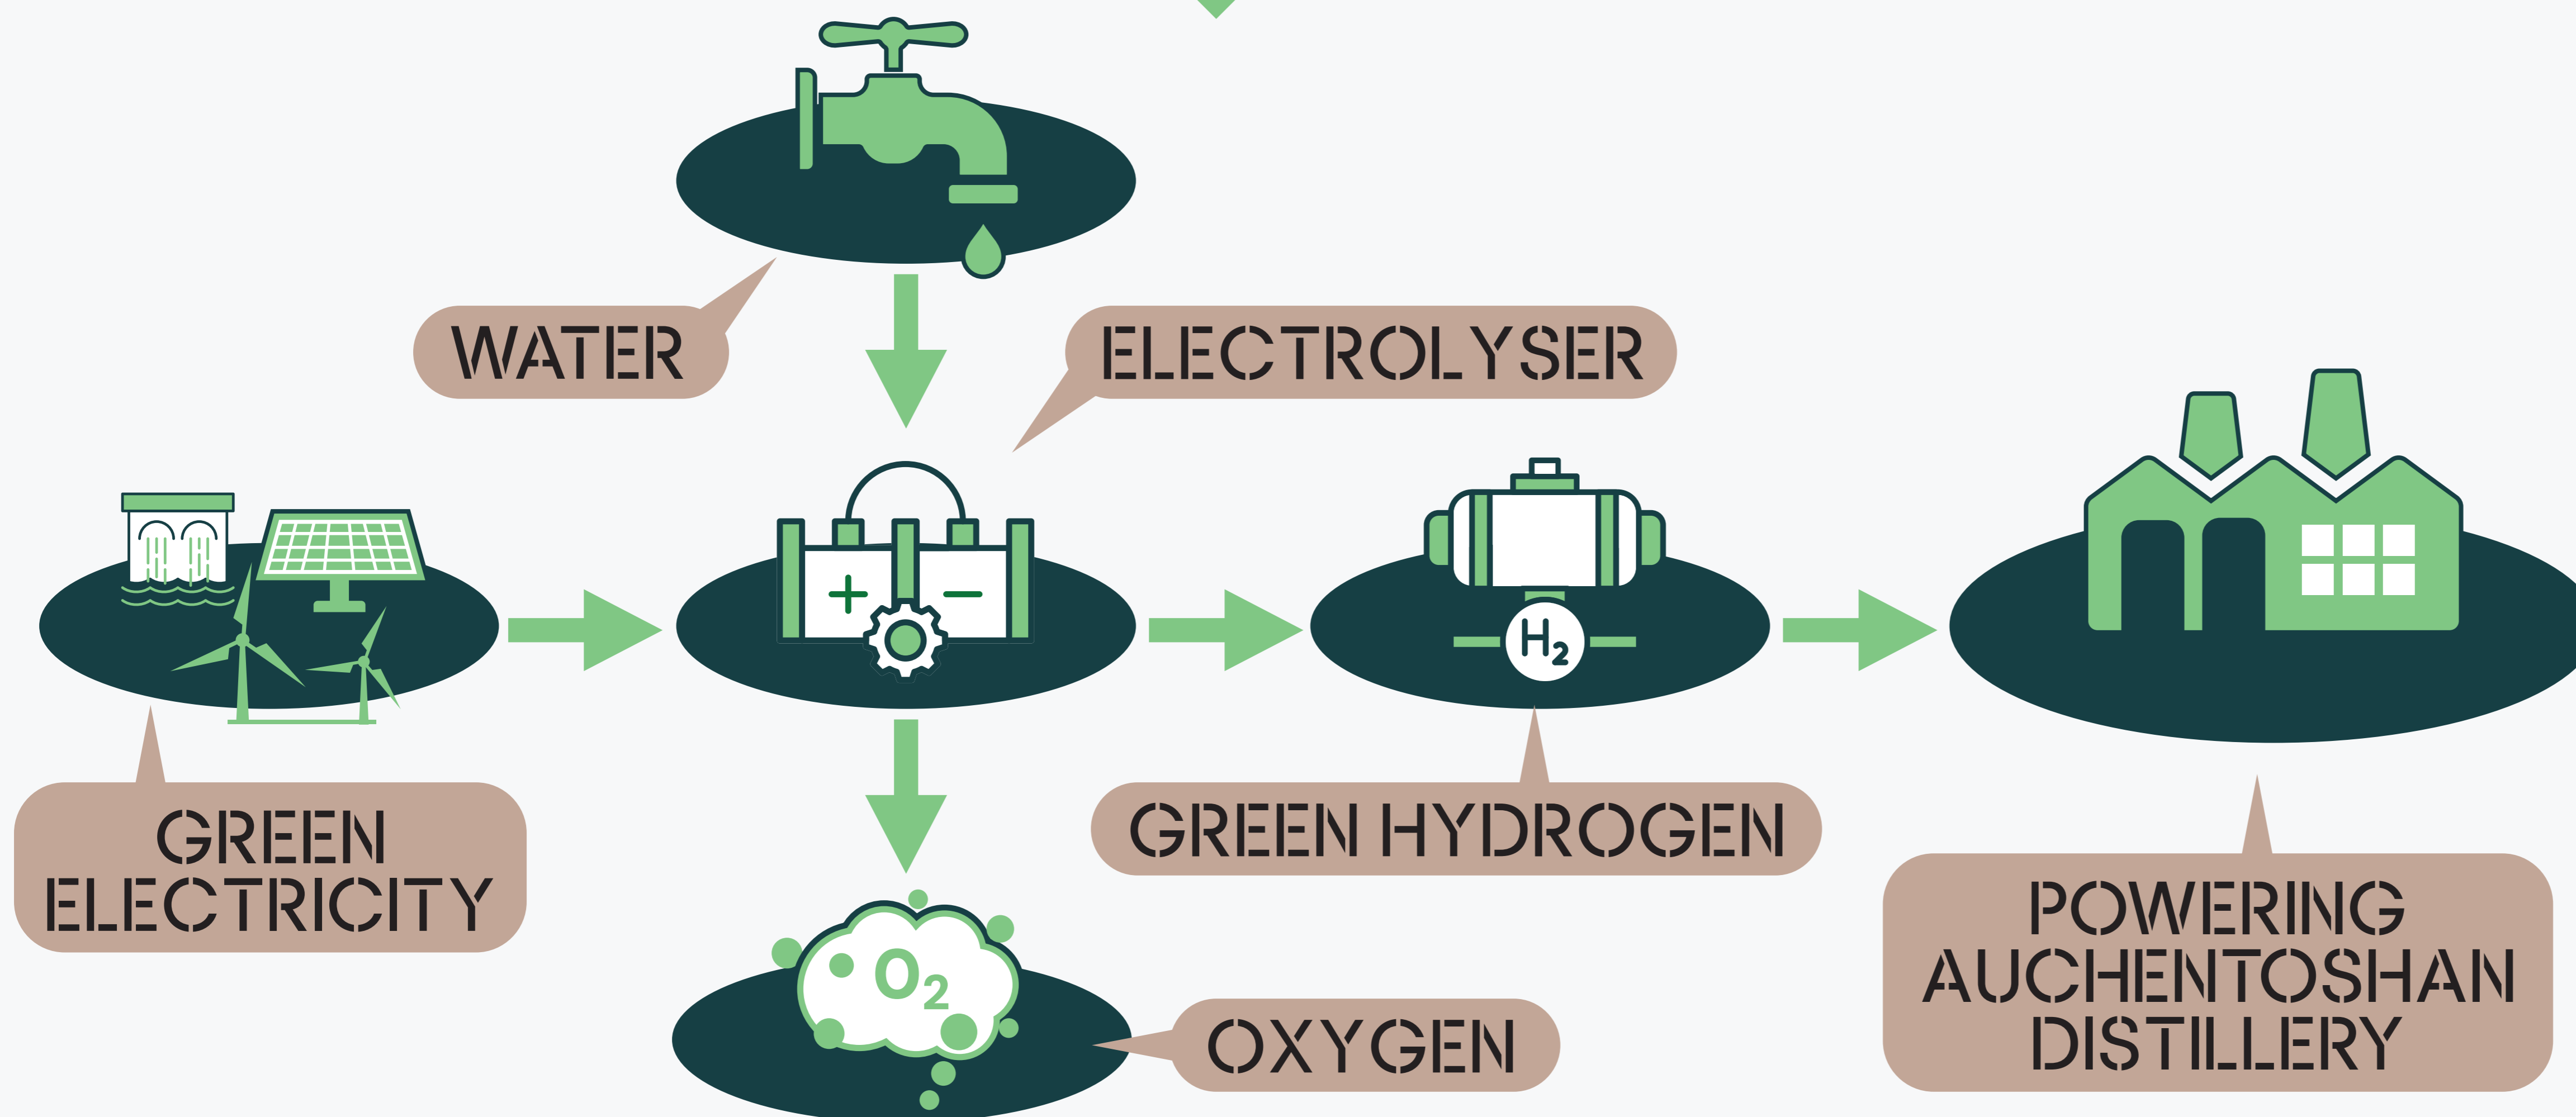 WATER
ELECTROLYSER
+ −
H₂
GREEN
ELECTRICITY
GREEN HYDROGEN
POWERING
AUCHENTOSHAN
DISTILLERY
O₂
OXYGEN